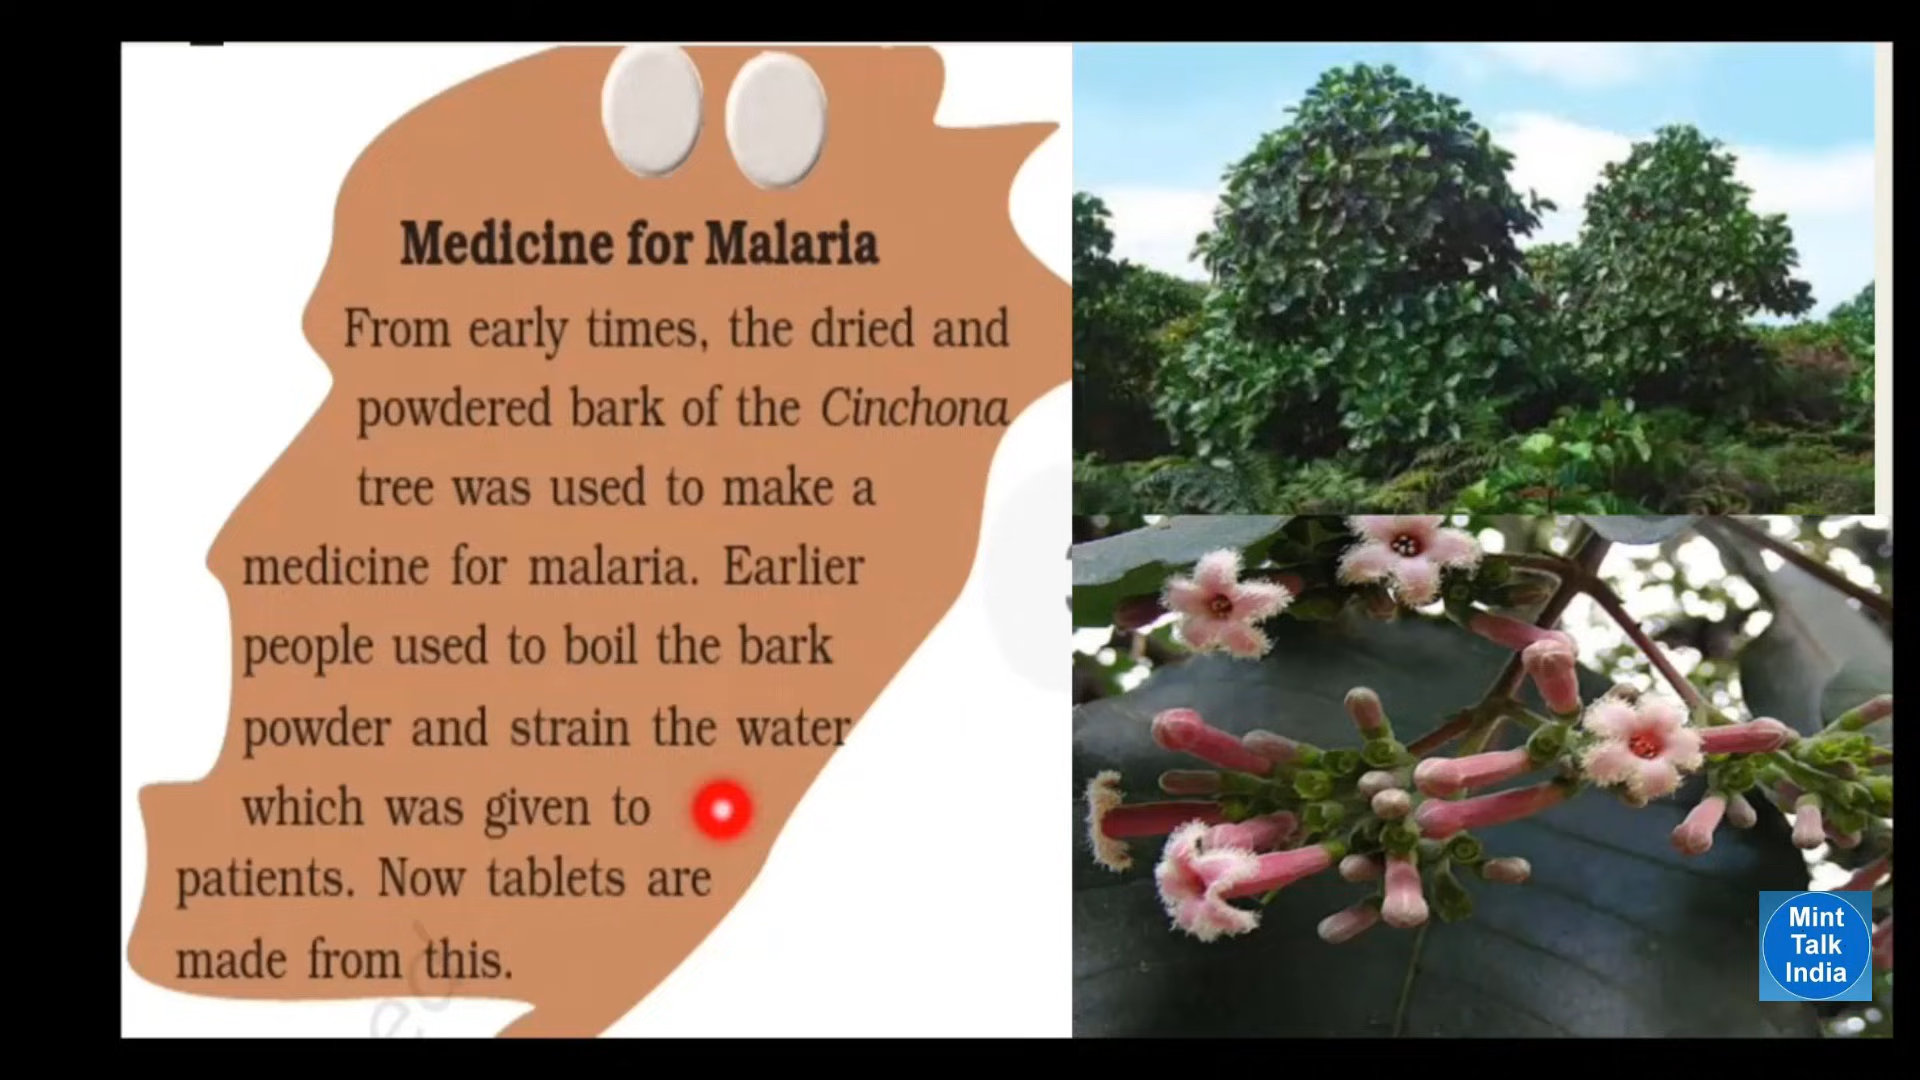 Medicine for Malaria
From early times, the dried and
powdered bark of the Cinchona
tree was used to make a
medicine for malaria. Earlier
people used to boil the bark
powder and strain the water
which was given to
patients. Now tablets are
made from this.
Mint
Talk
India